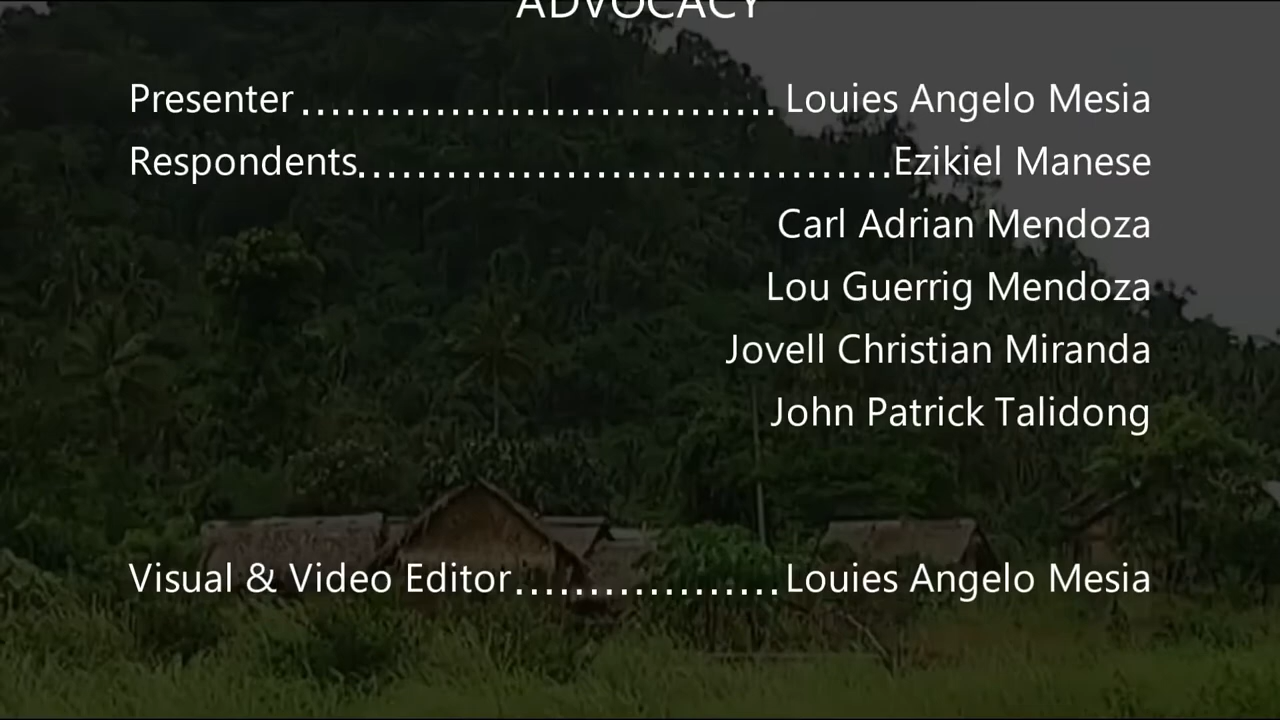 ADVOCACY
Presenter ................................ Louies Angelo Mesia
Respondents....................................Ezikiel Manese
Carl Adrian Mendoza
Lou Guerrig Mendoza
Jovell Christian Miranda
John Patrick Talidong
Visual & Video Editor.................. Louies Angelo Mesia